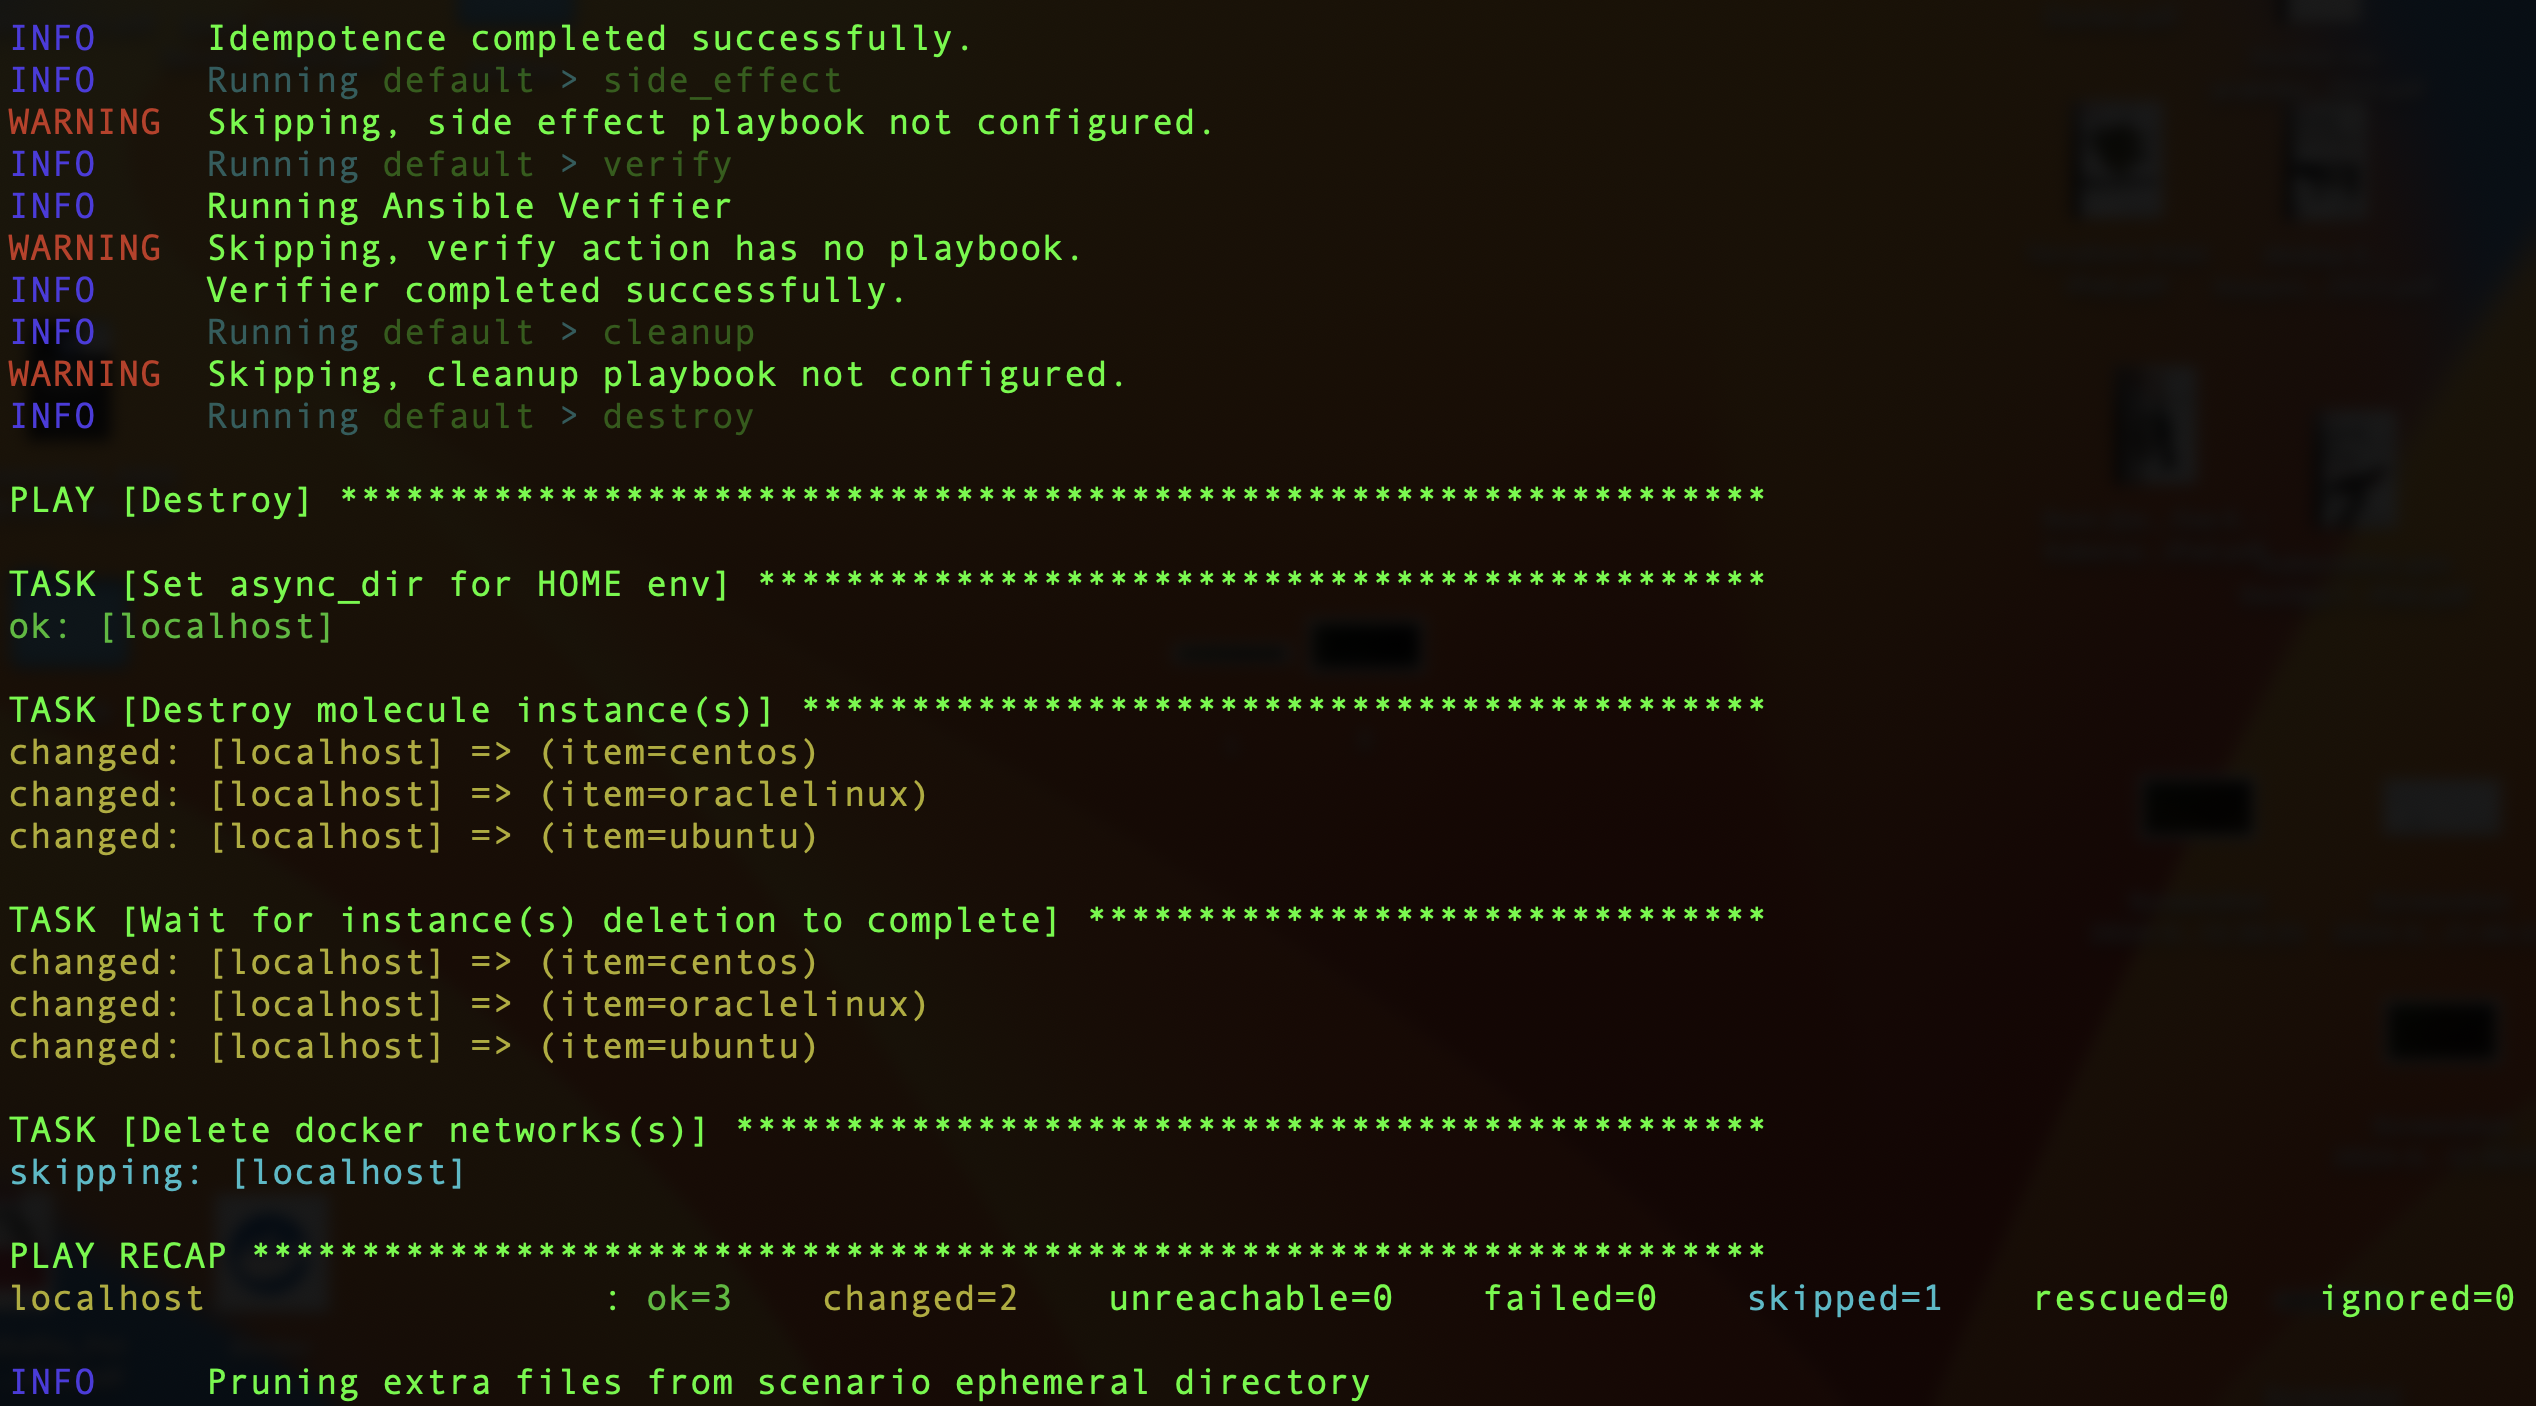 INFO     Idempotence completed successfully.
INFO     Running default > side_effect
WARNING  Skipping, side effect playbook not configured.
INFO     Running default > verify
INFO     Running Ansible Verifier
WARNING  Skipping, verify action has no playbook.
INFO     Verifier completed successfully.
INFO     Running default > cleanup
WARNING  Skipping, cleanup playbook not configured.
INFO     Running default > destroy
PLAY [Destroy] *****************************************************************
TASK [Set async_dir for HOME env] **********************************************
ok: [localhost]
TASK [Destroy molecule instance(s)] ********************************************
changed: [localhost] => (item=centos)
changed: [localhost] => (item=oraclelinux)
changed: [localhost] => (item=ubuntu)
TASK [Wait for instance(s) deletion to complete] *******************************
changed: [localhost] => (item=centos)
changed: [localhost] => (item=oraclelinux)
changed: [localhost] => (item=ubuntu)
TASK [Delete docker networks(s)] ***********************************************
skipping: [localhost]
PLAY RECAP *********************************************************************
localhost                  : ok=3    changed=2    unreachable=0    failed=0    skipped=1    rescued=0    ignored=0
INFO     Pruning extra files from scenario ephemeral directory